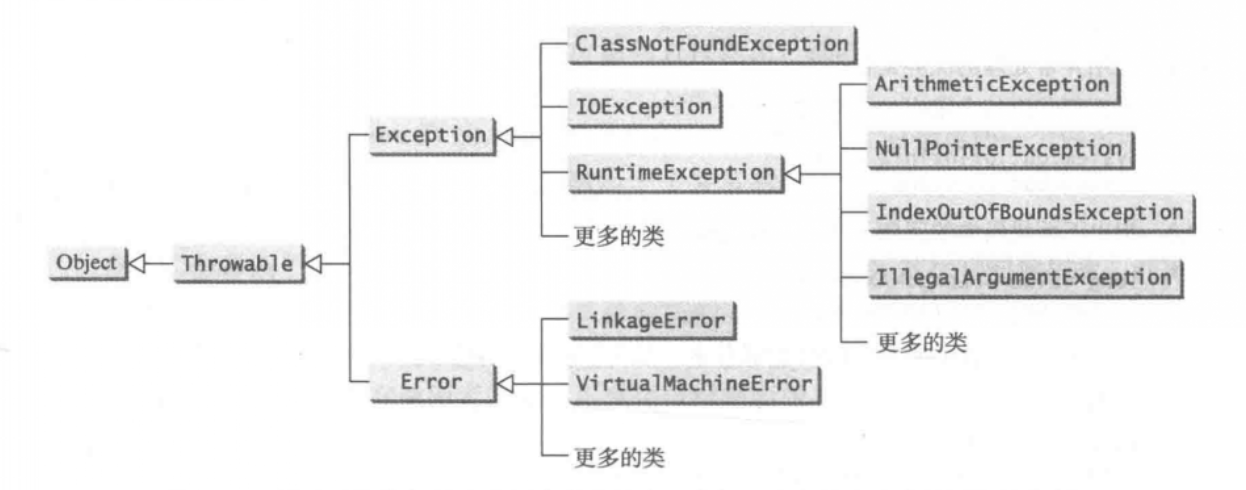 ClassNotFoundException
ArithmeticException
IOException
Exception
NullPointerException
RuntimeException
IndexOutOfBoundsException
更多的类
Object
Throwable
IllegalArgumentException
LinkageError
更多的类
Error
VirtualMachineError
更多的类